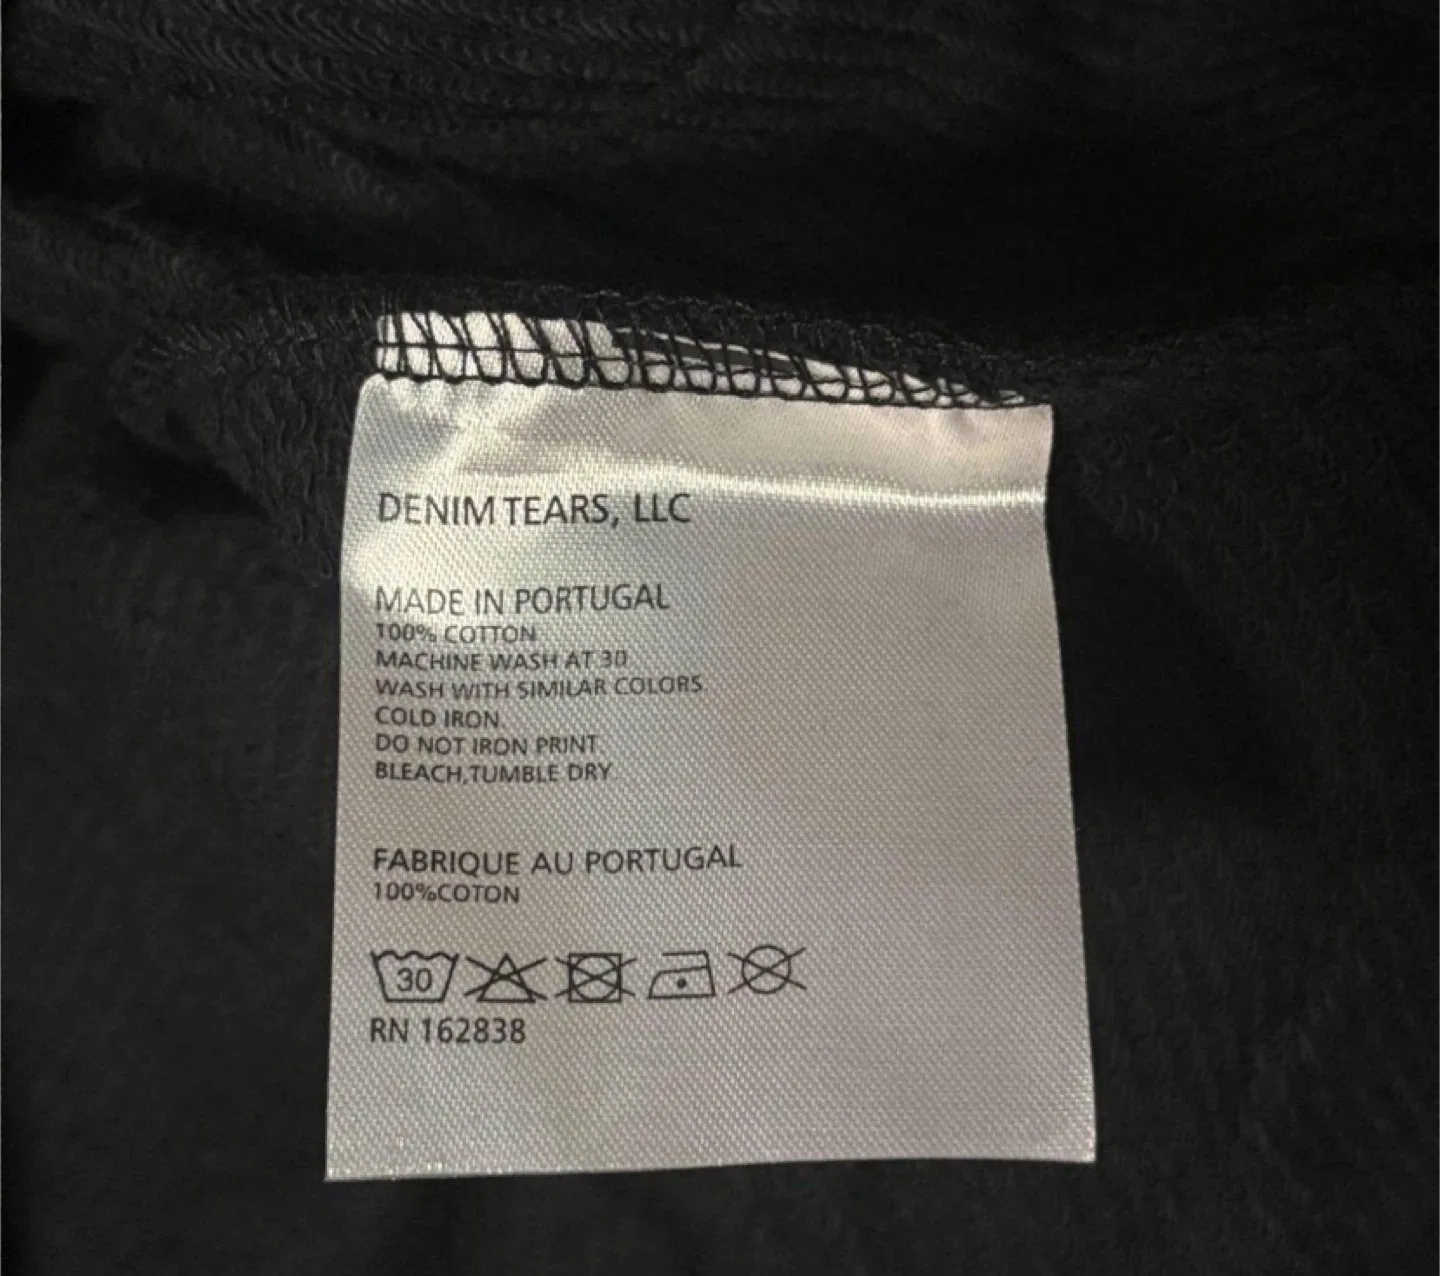 DENIM TEARS, LLC
MADE IN PORTUGAL
100% COTTON
MACHINE WASH AT 30
WASH WITH SIMILAR COLORS.
COLD IRON.
DO NOT IRON PRINT.
BLEACH,TUMBLE DRY.
FABRIQUE AU PORTUGAL
100%COTON
30
RN 162838